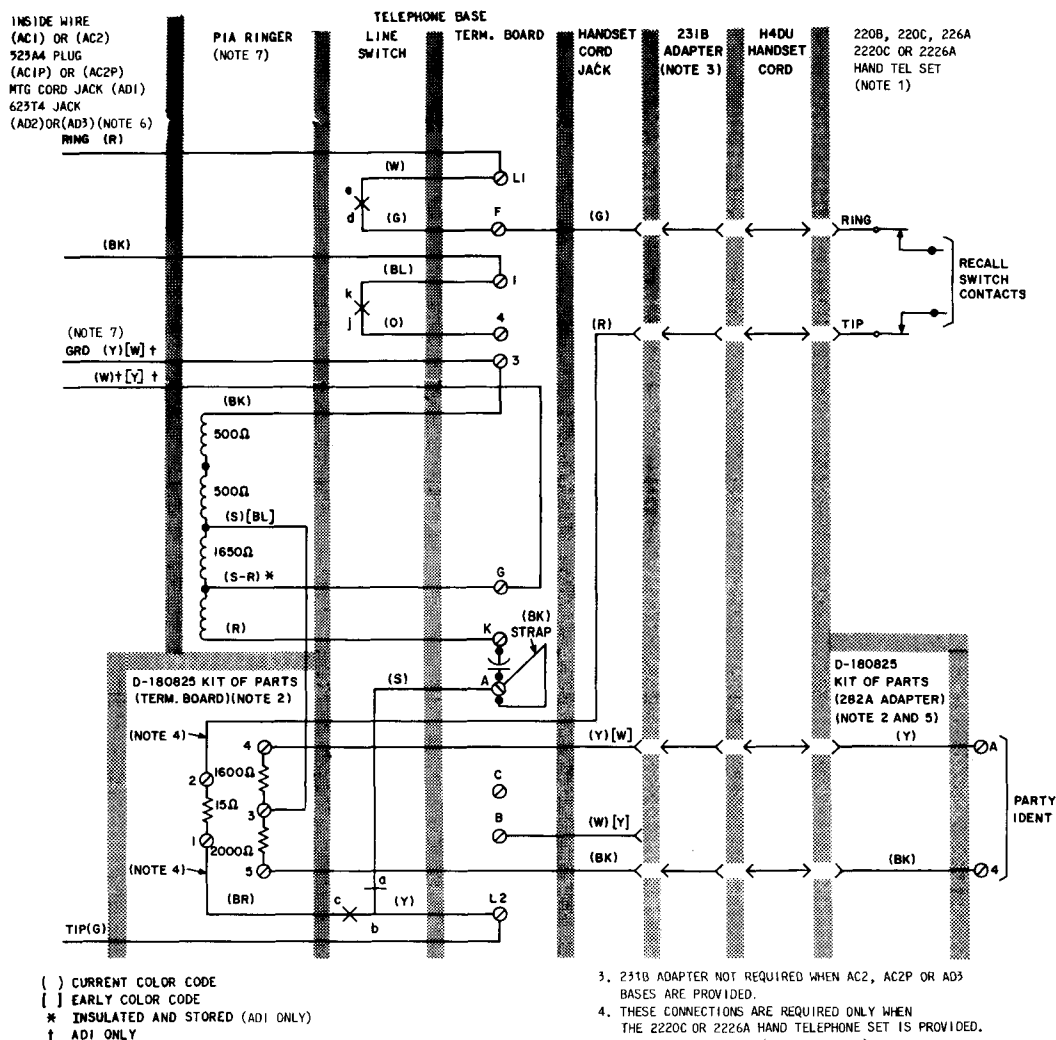 INSIDE WIRE
(AC1) OR (AC2)
523A4 PLUG
(AC1P) OR (AC2P)
MTG CORD JACK (AD1)
623T4 JACK
(AD2)OR(AD3)(NOTE 6)
P1A RINGER
(NOTE 7)
TELEPHONE BASE
LINE
SWITCH
TERM. BOARD
HANDSET
CORD
JACK
231B
ADAPTER
(NOTE 3)
H4DU
HANDSET
CORD
220B, 220C, 226A
2220C OR 2226A
HAND TEL SET
(NOTE 1)
RING (R)
(W)
L1
e
d
(G)
F
(G)
RING
(BK)
(BL)
1
RECALL
SWITCH
CONTACTS
k
j
(O)
4
(R)
TIP
(NOTE 7)
GRD (Y)[W] †
3
(W)†[Y] †
(BK)
500Ω
500Ω
(S)[BL]
1650Ω
(S-R) *
G
(R)
K
(BK)
STRAP
A
(S)
D-180825 KIT OF PARTS
(TERM. BOARD)(NOTE 2)
D-180825
KIT OF PARTS
(282A ADAPTER)
(NOTE 2 AND 5)
(NOTE 4)
4
(Y)[W]
(Y)
A
2
1600Ω
C
15Ω
3
PARTY
IDENT
1
2000Ω
B
(W)[Y]
(NOTE 4)
5
(BK)
(BK)
4
a
(BR)
c
b
(Y)
L2
TIP(G)
( ) CURRENT COLOR CODE
[ ] EARLY COLOR CODE
* INSULATED AND STORED (AD1 ONLY)
† AD1 ONLY
3. 231B ADAPTER NOT REQUIRED WHEN AC2, AC2P OR AD3
BASES ARE PROVIDED.
4. THESE CONNECTIONS ARE REQUIRED ONLY WHEN
THE 2220C OR 2226A HAND TELEPHONE SET IS PROVIDED.